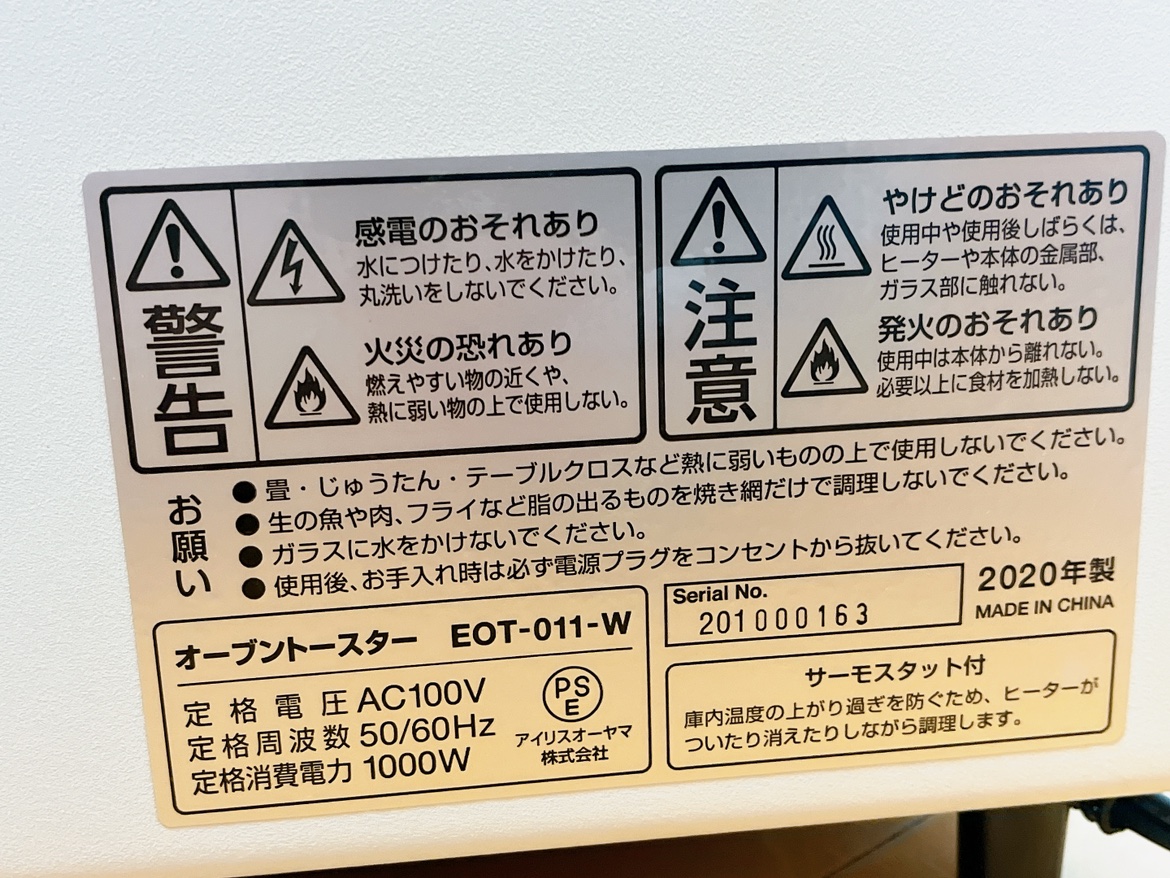 警告
感電のおそれあり
水につけたり、水をかけたり、
丸洗いをしないでください。
火災の恐れあり
燃えやすい物の近くや、
熱に弱い物の上で使用しない。
注意
やけどのおそれあり
使用中や使用後しばらくは、
ヒーターや本体の金属部、
ガラス部に触れない。
発火のおそれあり
使用中は本体から離れない。
必要以上に食材を加熱しない。
お願い
●畳・じゅうたん・テーブルクロスなど熱に弱いものの上で使用しないでください。
●生の魚や肉、フライなど脂の出るものを焼き網だけで調理しないでください。
●ガラスに水をかけないでください。
●使用後、お手入れ時は必ず電源プラグをコンセントから抜いてください。
オーブントースター EOT-011-W
定格電圧 AC100V
定格周波数 50/60Hz
定格消費電力 1000W
PS
E
アイリスオーヤマ
株式会社
Serial No.
201000163
2020年製
MADE IN CHINA
サーモスタット付
庫内温度の上がり過ぎを防ぐため、ヒーターが
ついたり消えたりしながら調理します。